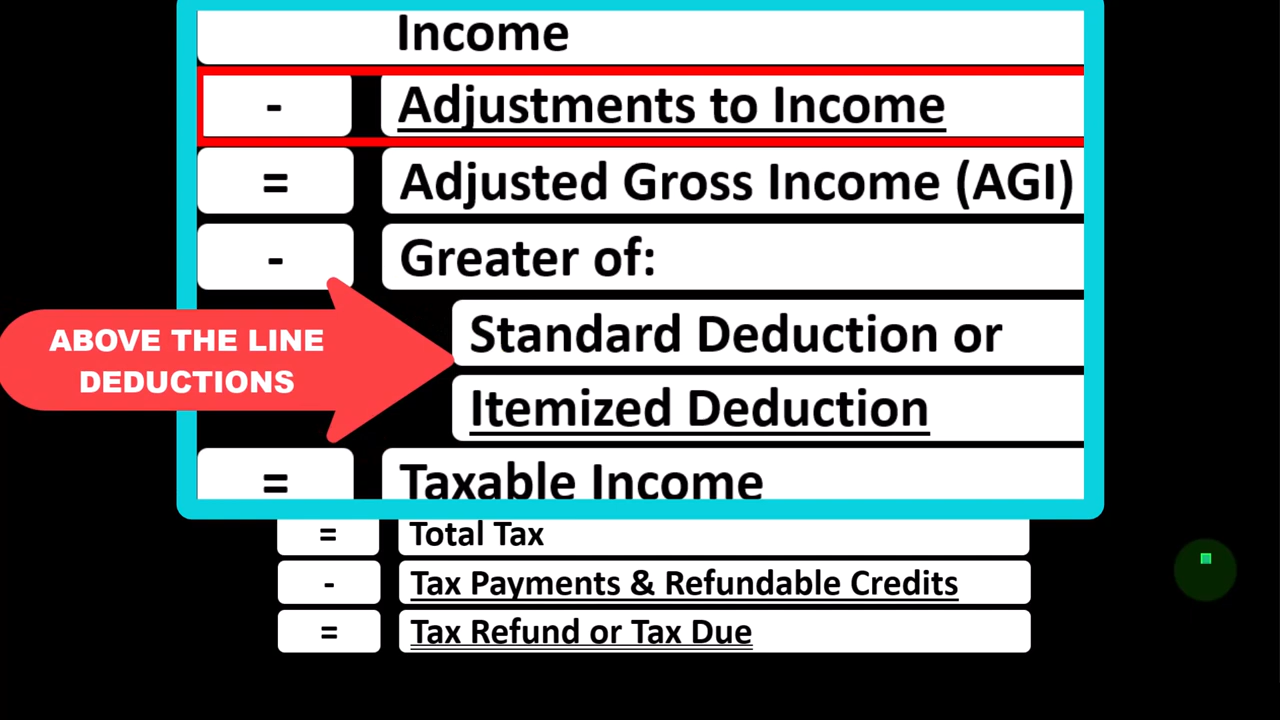 Income
- Adjustments to Income
= Adjusted Gross Income (AGI)
- Greater of:
Standard Deduction or
Itemized Deduction
= Taxable Income
ABOVE THE LINE
DEDUCTIONS
= Total Tax
- Tax Payments & Refundable Credits
= Tax Refund or Tax Due